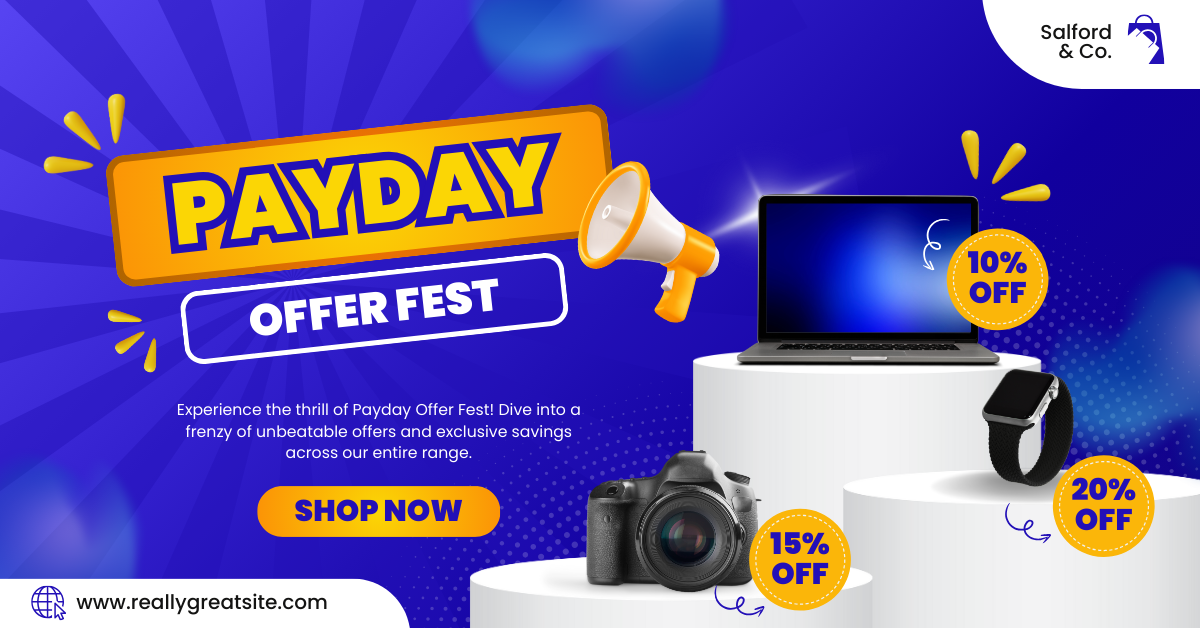 Salford
& Co.
PAYDAY
OFFER FEST
Experience the thrill of Payday Offer Fest! Dive into a
frenzy of unbeatable offers and exclusive savings
across our entire range.
SHOP NOW
www.reallygreatsite.com
10%
OFF
20%
OFF
15%
OFF